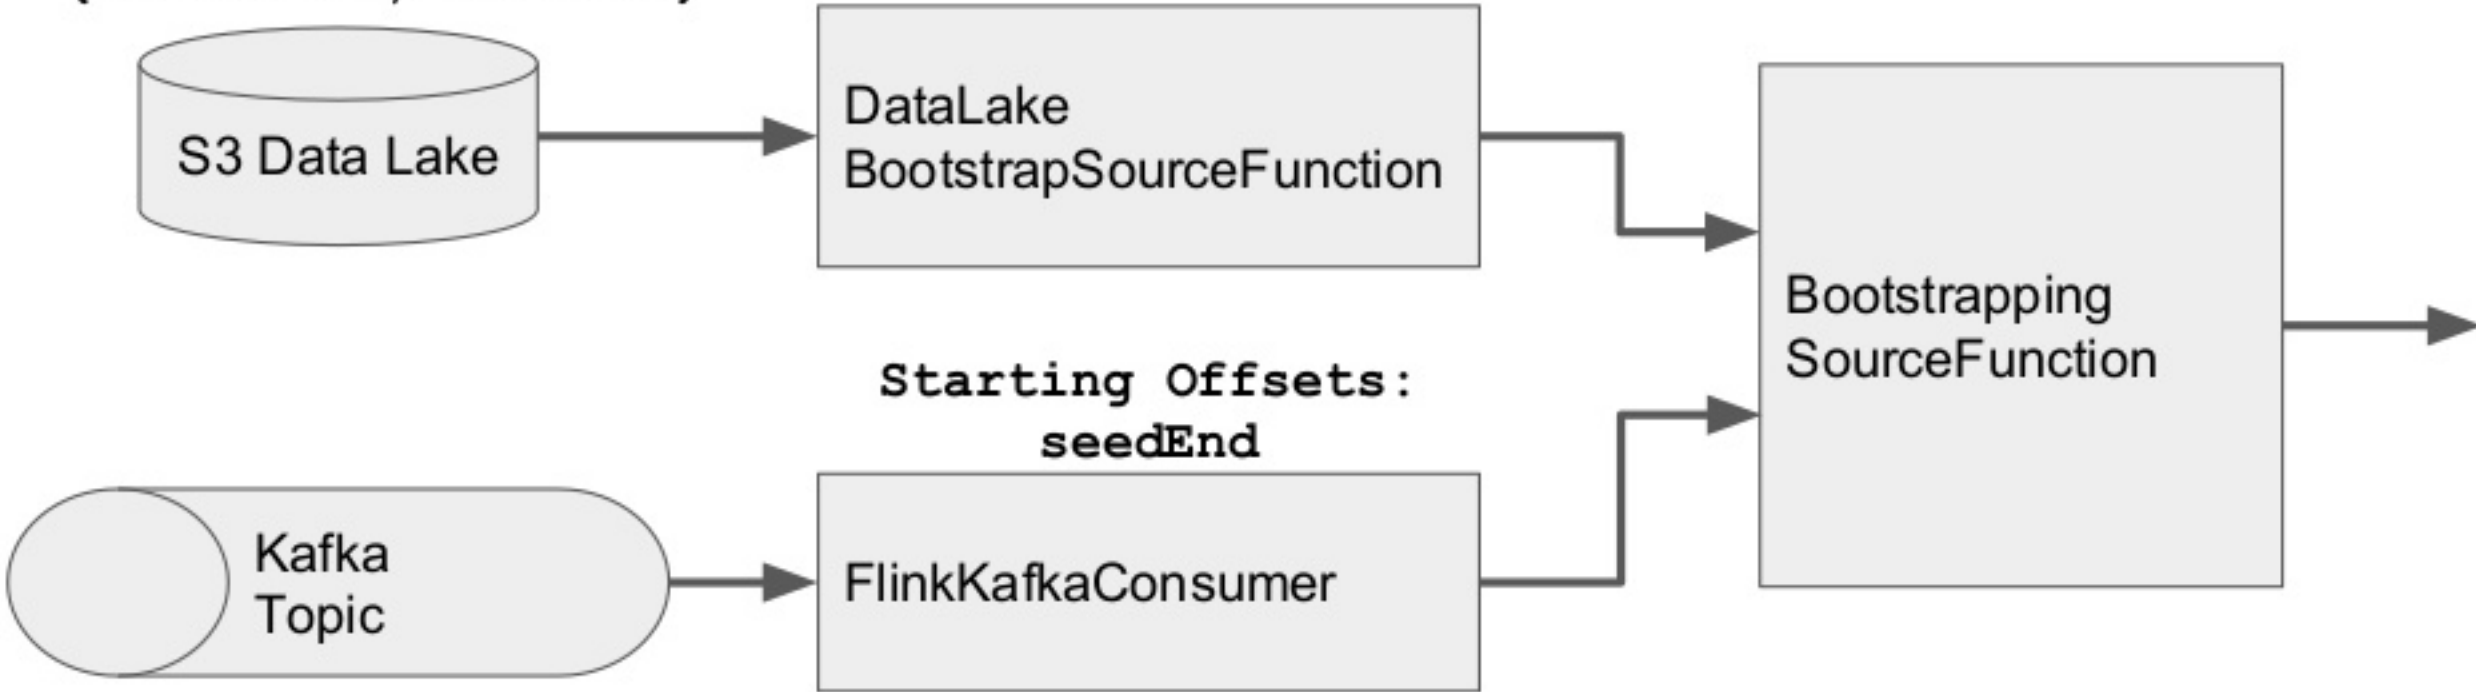 S3 Data Lake
DataLake
BootstrapSourceFunction
Bootstrapping
SourceFunction
Starting Offsets:
seedEnd
Kafka
Topic
FlinkKafkaConsumer